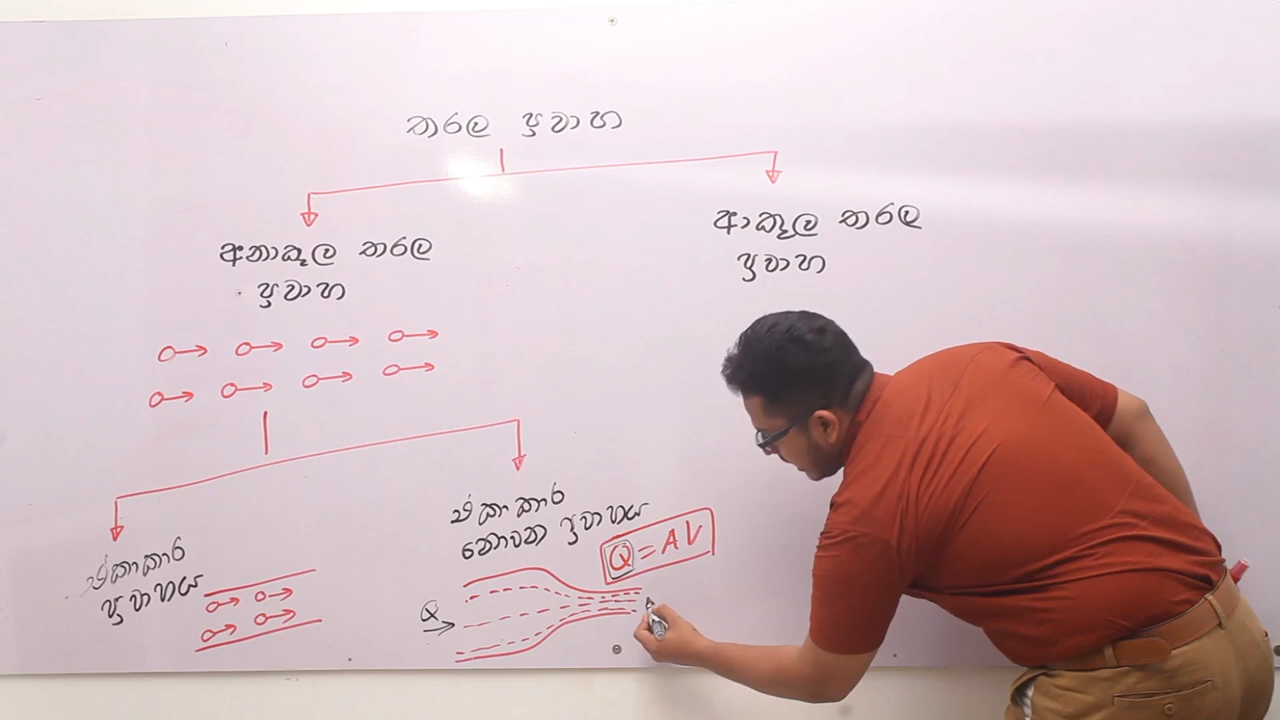 තරල ප්‍රවාහ
අනාකූල තරල
ප්‍රවාහ
ආකූල තරල
ප්‍රවාහ
ඒකාකාර
ප්‍රවාහය
ඒකාකාර
නොවන ප්‍රවාහය
Q = AV
Q